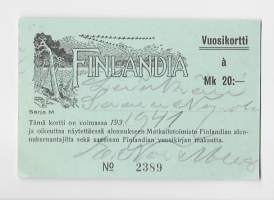 Vuosikortti
à
Mk 20:—
FINLANDIA
Sarja M
Tämä kortti on voimassa 193 1941
ja oikeuttaa näytettäessä alennukseen Matkailutoimisto Finlandian alen-
nuksenantajilta sekä saamaan Finlandian vuosikirjan maksutta.
№ 2389